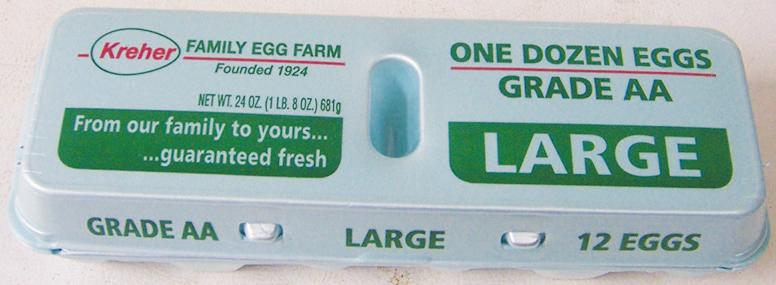 Kreher FAMILY EGG FARM
Founded 1924
NET WT. 24 OZ. (1 LB. 8 OZ.) 681g
From our family to yours...
...guaranteed fresh
ONE DOZEN EGGS
GRADE AA
LARGE
GRADE AA LARGE 12 EGGS